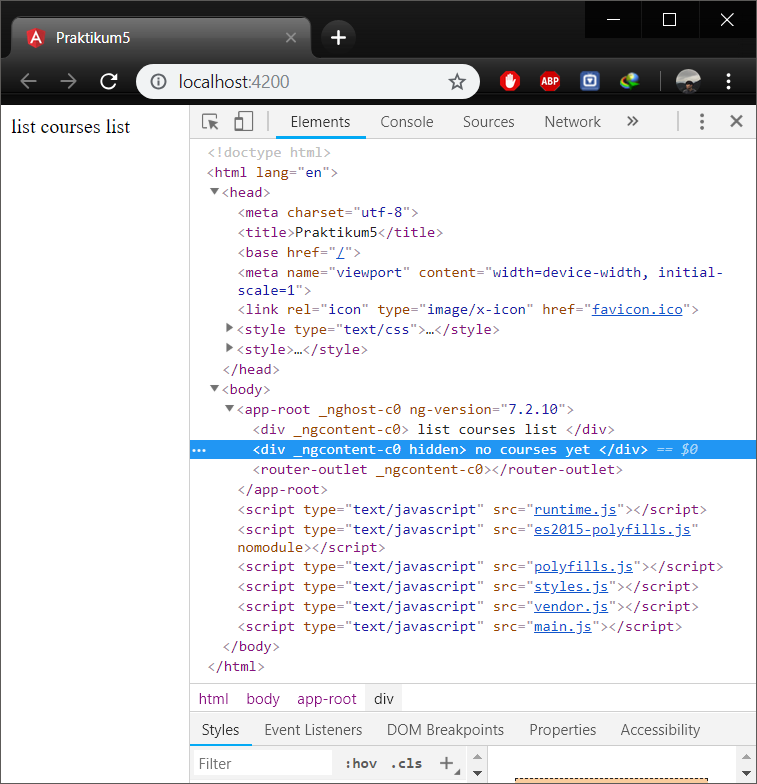 Praktikum5
localhost:4200
ABP
list courses list
Elements Console Sources Network
<!doctype html>
<html lang="en">
<head>
<meta charset="utf-8">
<title>Praktikum5</title>
<base href="/">
<meta name="viewport" content="width=device-width, initial-
scale=1">
<link rel="icon" type="image/x-icon" href="favicon.ico">
<style type="text/css">…</style>
<style>…</style>
</head>
<body>
<app-root _nghost-c0 ng-version="7.2.10">
<div _ngcontent-c0> list courses list </div>
<div _ngcontent-c0 hidden> no courses yet </div> == $0
<router-outlet _ngcontent-c0></router-outlet>
</app-root>
<script type="text/javascript" src="runtime.js"></script>
<script type="text/javascript" src="es2015-polyfills.js"
nomodule></script>
<script type="text/javascript" src="polyfills.js"></script>
<script type="text/javascript" src="styles.js"></script>
<script type="text/javascript" src="vendor.js"></script>
<script type="text/javascript" src="main.js"></script>
</body>
</html>
html body app-root div
Styles Event Listeners DOM Breakpoints Properties Accessibility
Filter :hov .cls +